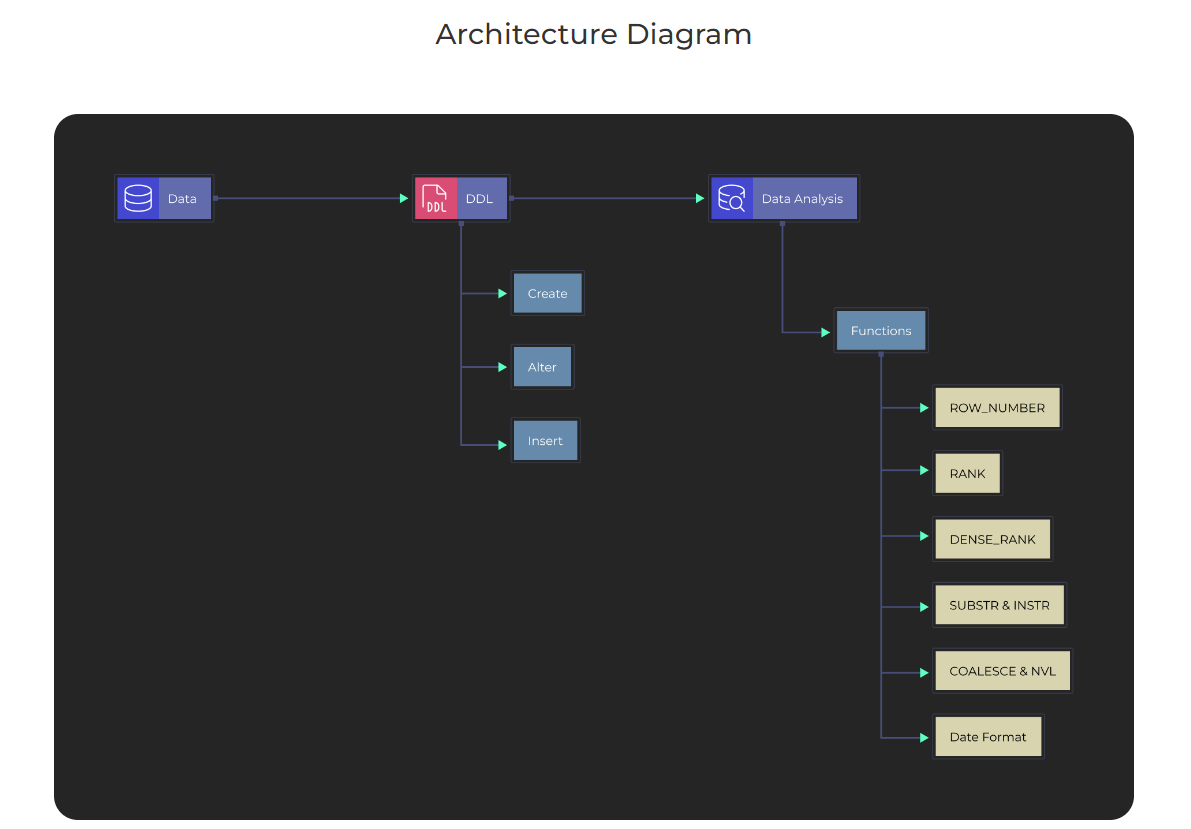 Architecture Diagram
Data
DDL
DDL
Data Analysis
Create
Alter
Insert
Functions
ROW_NUMBER
RANK
DENSE_RANK
SUBSTR & INSTR
COALESCE & NVL
Date Format